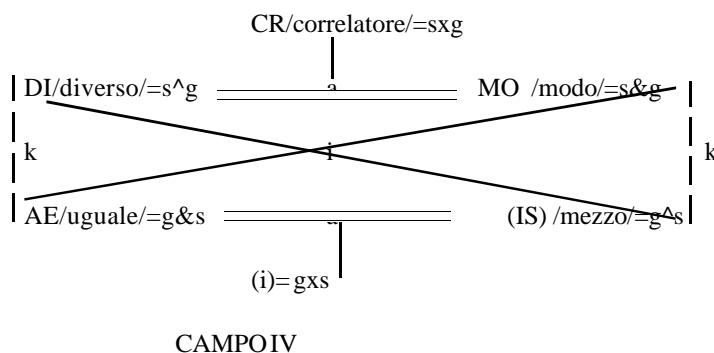 CR/correlatore/=sxg
DI/diverso/=s^g a MO /modo/=s&g
k i k
AE/uguale/=g&s a (IS) /mezzo/=g^s
(i)= gxs
CAMPO IV